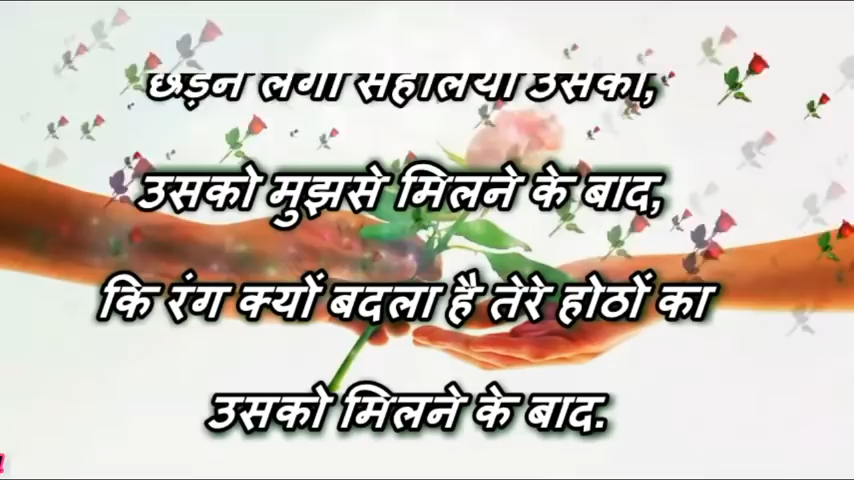 उसको मुझसे मिलने के बाद,
कि रंग क्यों बदला है तेरे होठों का
उसको मिलने के बाद.